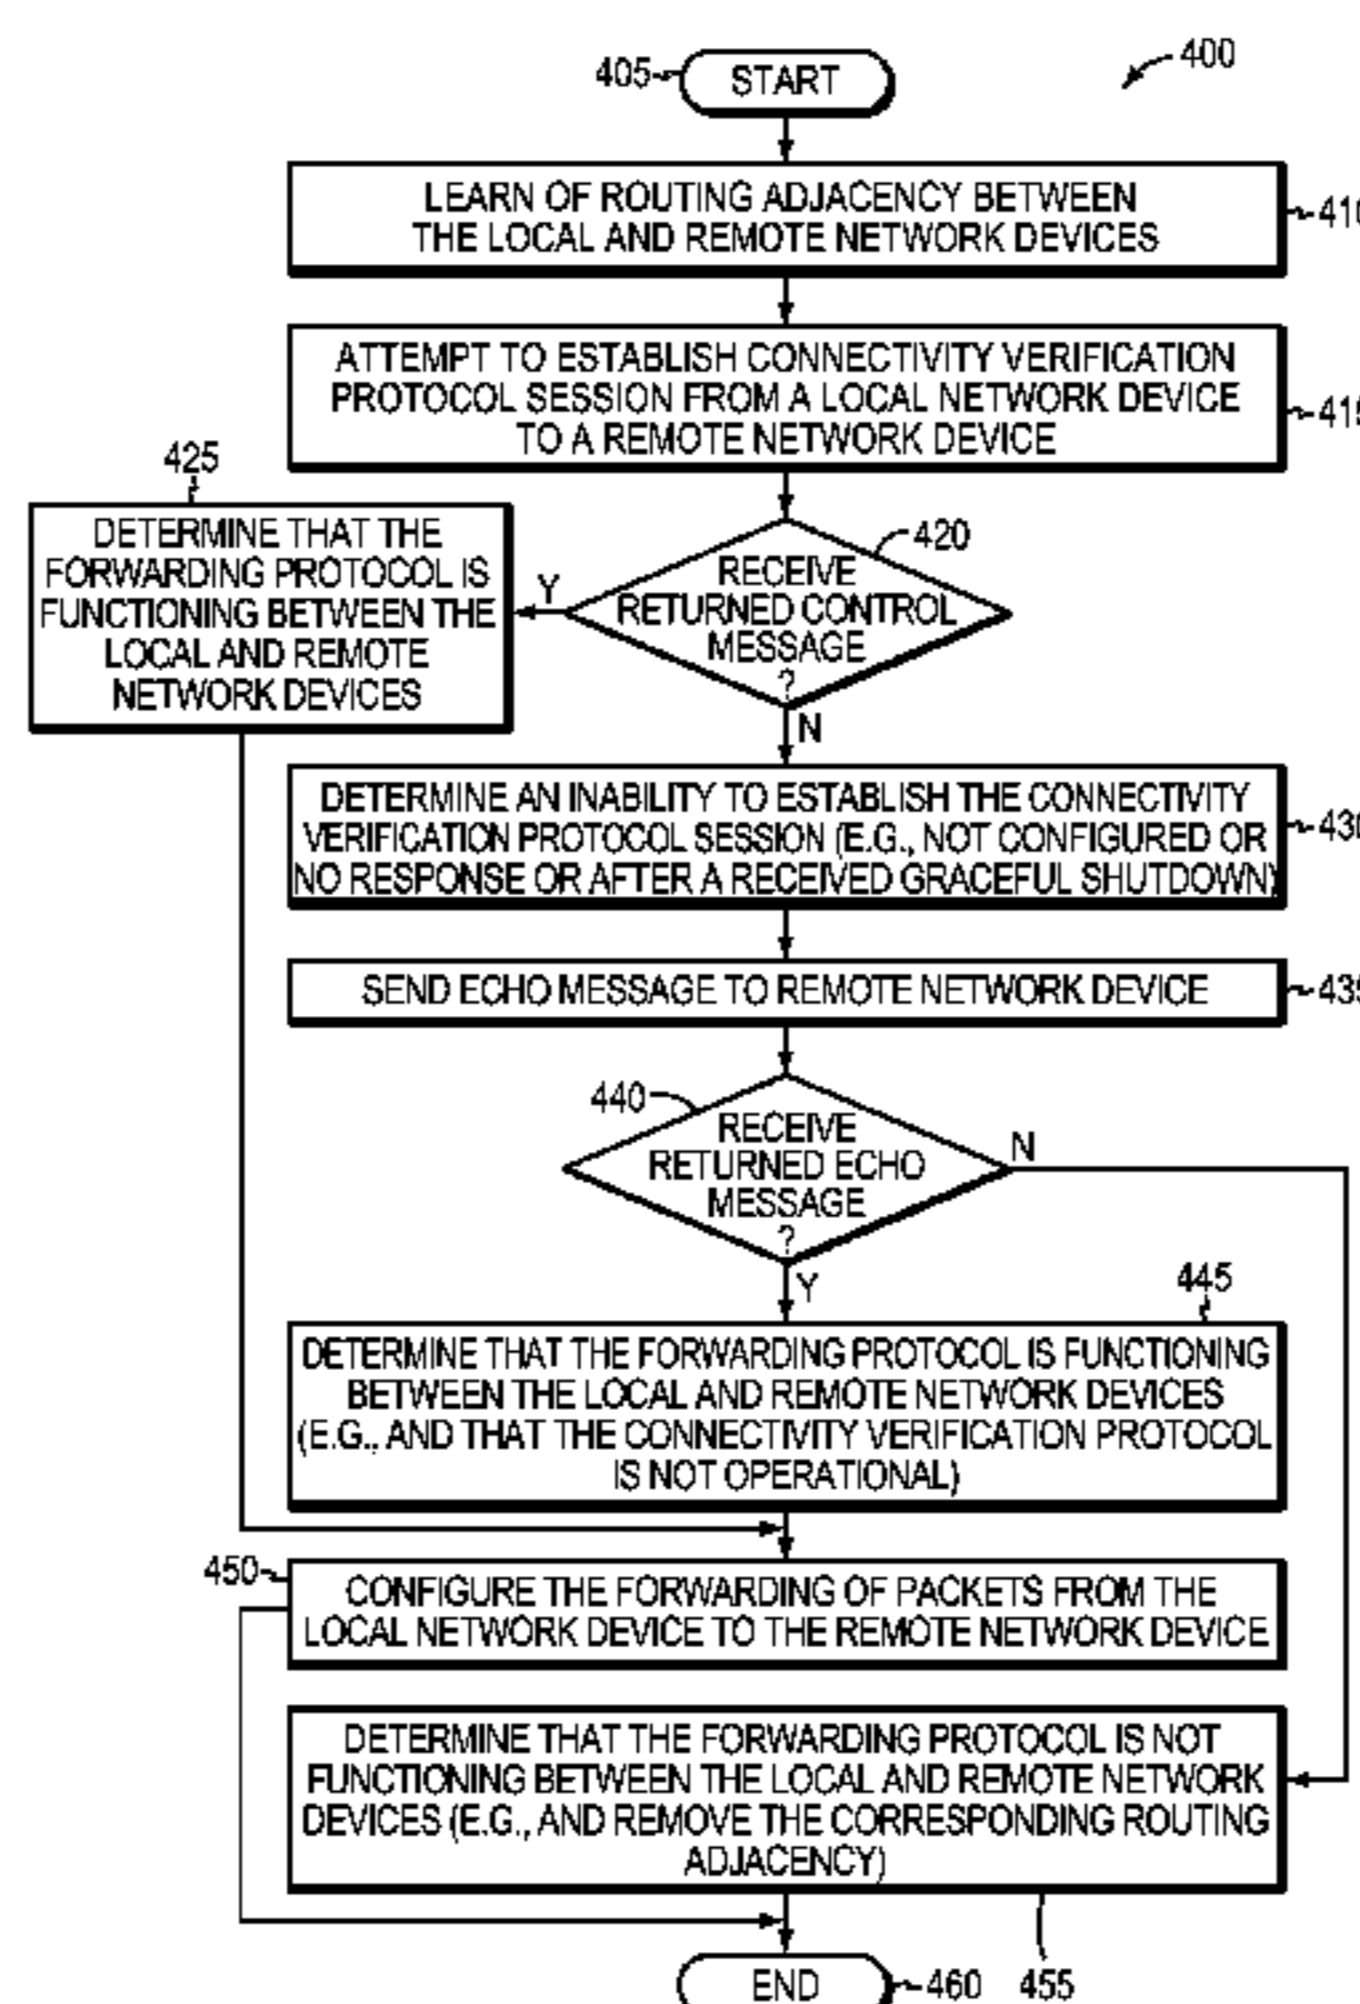 400
405
START
LEARN OF ROUTING ADJACENCY BETWEEN
THE LOCAL AND REMOTE NETWORK DEVICES
410
ATTEMPT TO ESTABLISH CONNECTIVITY VERIFICATION
PROTOCOL SESSION FROM A LOCAL NETWORK DEVICE
TO A REMOTE NETWORK DEVICE
415
425
DETERMINE THAT THE
FORWARDING PROTOCOL IS
FUNCTIONING BETWEEN THE
LOCAL AND REMOTE
NETWORK DEVICES
Y
420
RECEIVE
RETURNED CONTROL
MESSAGE
?
N
DETERMINE AN INABILITY TO ESTABLISH THE CONNECTIVITY
VERIFICATION PROTOCOL SESSION (E.G., NOT CONFIGURED OR
NO RESPONSE OR AFTER A RECEIVED GRACEFUL SHUTDOWN)
430
SEND ECHO MESSAGE TO REMOTE NETWORK DEVICE
435
440
RECEIVE
RETURNED ECHO
MESSAGE
?
N
Y
445
DETERMINE THAT THE FORWARDING PROTOCOL IS FUNCTIONING
BETWEEN THE LOCAL AND REMOTE NETWORK DEVICES
(E.G., AND THAT THE CONNECTIVITY VERIFICATION PROTOCOL
IS NOT OPERATIONAL)
450
CONFIGURE THE FORWARDING OF PACKETS FROM THE
LOCAL NETWORK DEVICE TO THE REMOTE NETWORK DEVICE
DETERMINE THAT THE FORWARDING PROTOCOL IS NOT
FUNCTIONING BETWEEN THE LOCAL AND REMOTE NETWORK
DEVICES (E.G., AND REMOVE THE CORRESPONDING ROUTING
ADJACENCY)
END
460
455